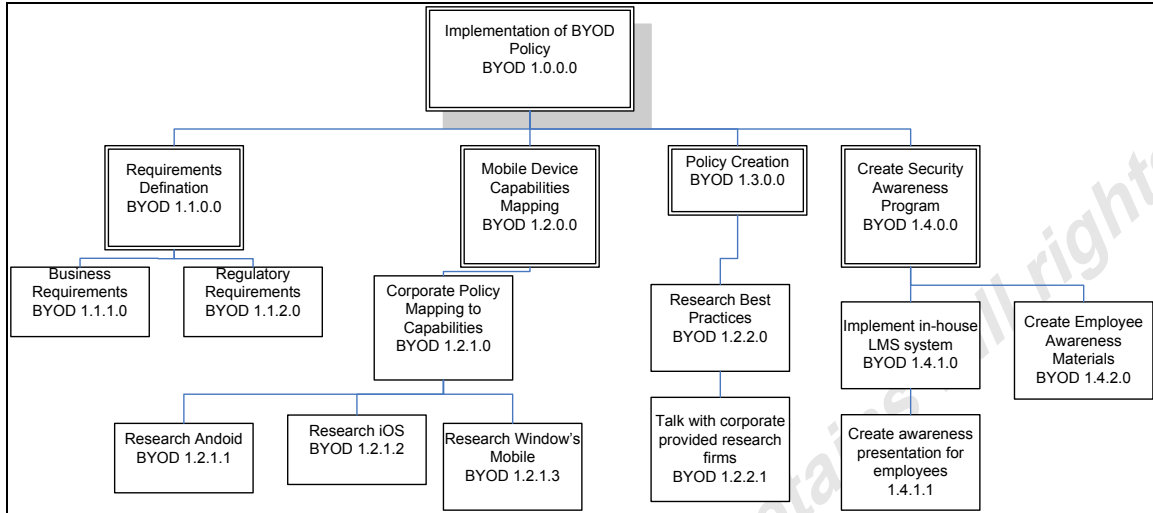 Implementation of BYOD
Policy
BYOD 1.0.0.0
Requirements
Defination
BYOD 1.1.0.0
Mobile Device
Capabilities
Mapping
BYOD 1.2.0.0
Policy Creation
BYOD 1.3.0.0
Create Security
Awareness
Program
BYOD 1.4.0.0
Business
Requirements
BYOD 1.1.1.0
Regulatory
Requirements
BYOD 1.1.2.0
Corporate Policy
Mapping to
Capabilities
BYOD 1.2.1.0
Research Best
Practices
BYOD 1.2.2.0
Implement in-house
LMS system
BYOD 1.4.1.0
Create Employee
Awareness
Materials
BYOD 1.4.2.0
Research Andoid
BYOD 1.2.1.1
Research iOS
BYOD 1.2.1.2
Research Window's
Mobile
BYOD 1.2.1.3
Talk with corporate
provided research
firms
BYOD 1.2.2.1
Create awareness
presentation for
employees
1.4.1.1
rights